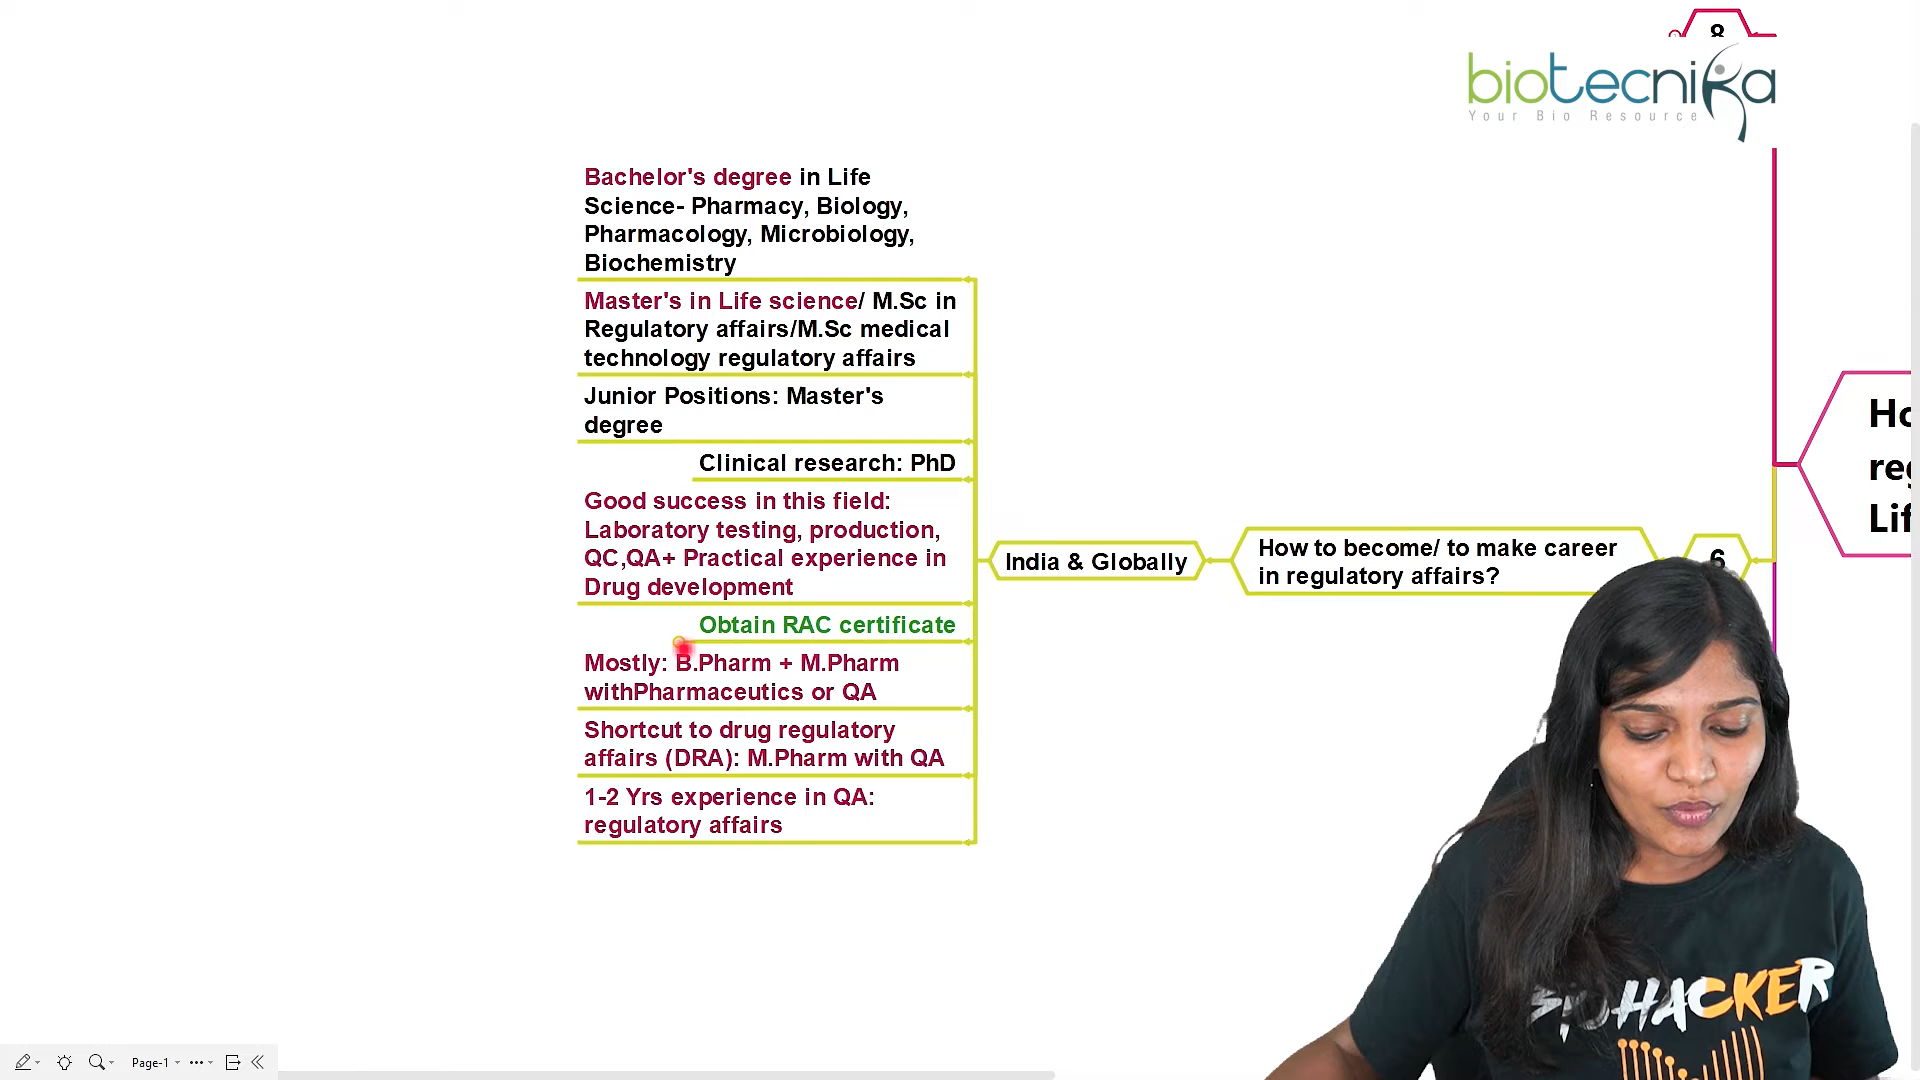 8
biotecnika
Your Bio Resource
Bachelor's degree in Life
Science- Pharmacy, Biology,
Pharmacology, Microbiology,
Biochemistry
Master's in Life science/ M.Sc in
Regulatory affairs/M.Sc medical
technology regulatory affairs
Junior Positions: Master's
degree
Clinical research: PhD
Good success in this field:
Laboratory testing, production,
QC,QA+ Practical experience in
Drug development
Obtain RAC certificate
Mostly: B.Pharm + M.Pharm
withPharmaceutics or QA
Shortcut to drug regulatory
affairs (DRA): M.Pharm with QA
1-2 Yrs experience in QA:
regulatory affairs
India & Globally
How to become/ to make career
in regulatory affairs?
6
Ho
reg
Lif
BIOHACKER
Page-1